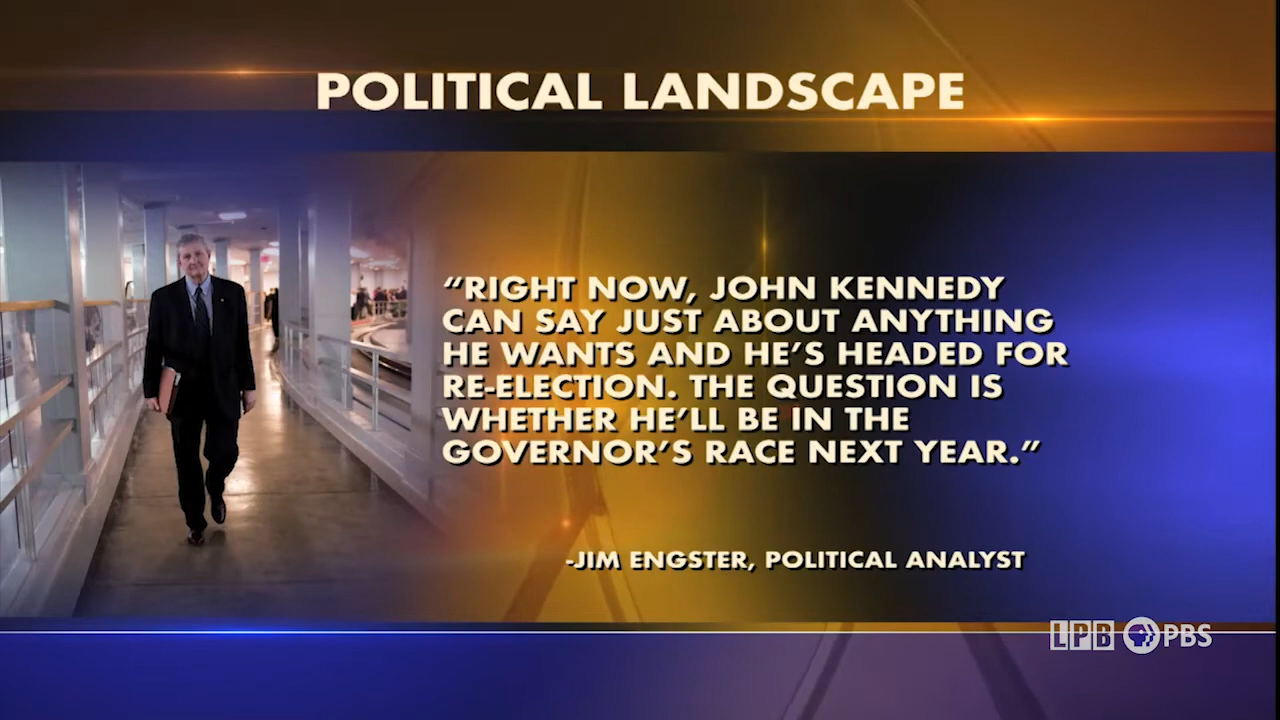 POLITICAL LANDSCAPE
“RIGHT NOW, JOHN KENNEDY
CAN SAY JUST ABOUT ANYTHING
HE WANTS AND HE’S HEADED FOR
RE-ELECTION. THE QUESTION IS
WHETHER HE’LL BE IN THE
GOVERNOR’S RACE NEXT YEAR.”
-JIM ENGSTER, POLITICAL ANALYST
LPB PBS